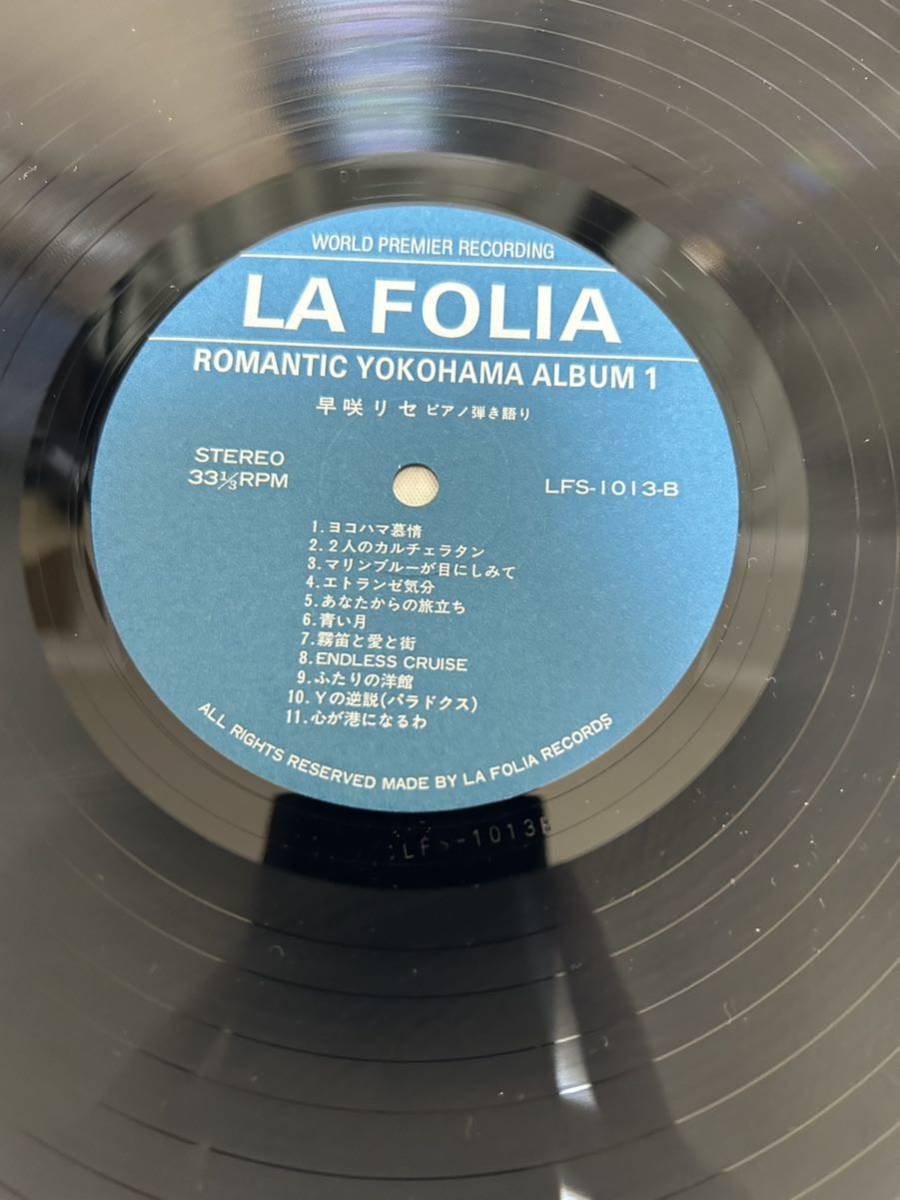 WORLD PREMIER RECORDING
LA FOLIA
ROMANTIC YOKOHAMA ALBUM 1
早咲リセ ピアノ弾き語り
STEREO
33 1/3 RPM
LFS-1013-B
1. ヨコハマ慕情
2. 2人のカルチェラタン
3. マリンブルーが目にしみて
4. エトランゼ気分
5. あなたからの旅立ち
6. 青い月
7. 霧笛と愛と街
8. ENDLESS CRUISE
9. ふたりの洋館
10. Yの逆説(パラドクス)
11. 心が港になるわ
ALL RIGHTS RESERVED MADE BY LA FOLIA RECORDS
-1013B